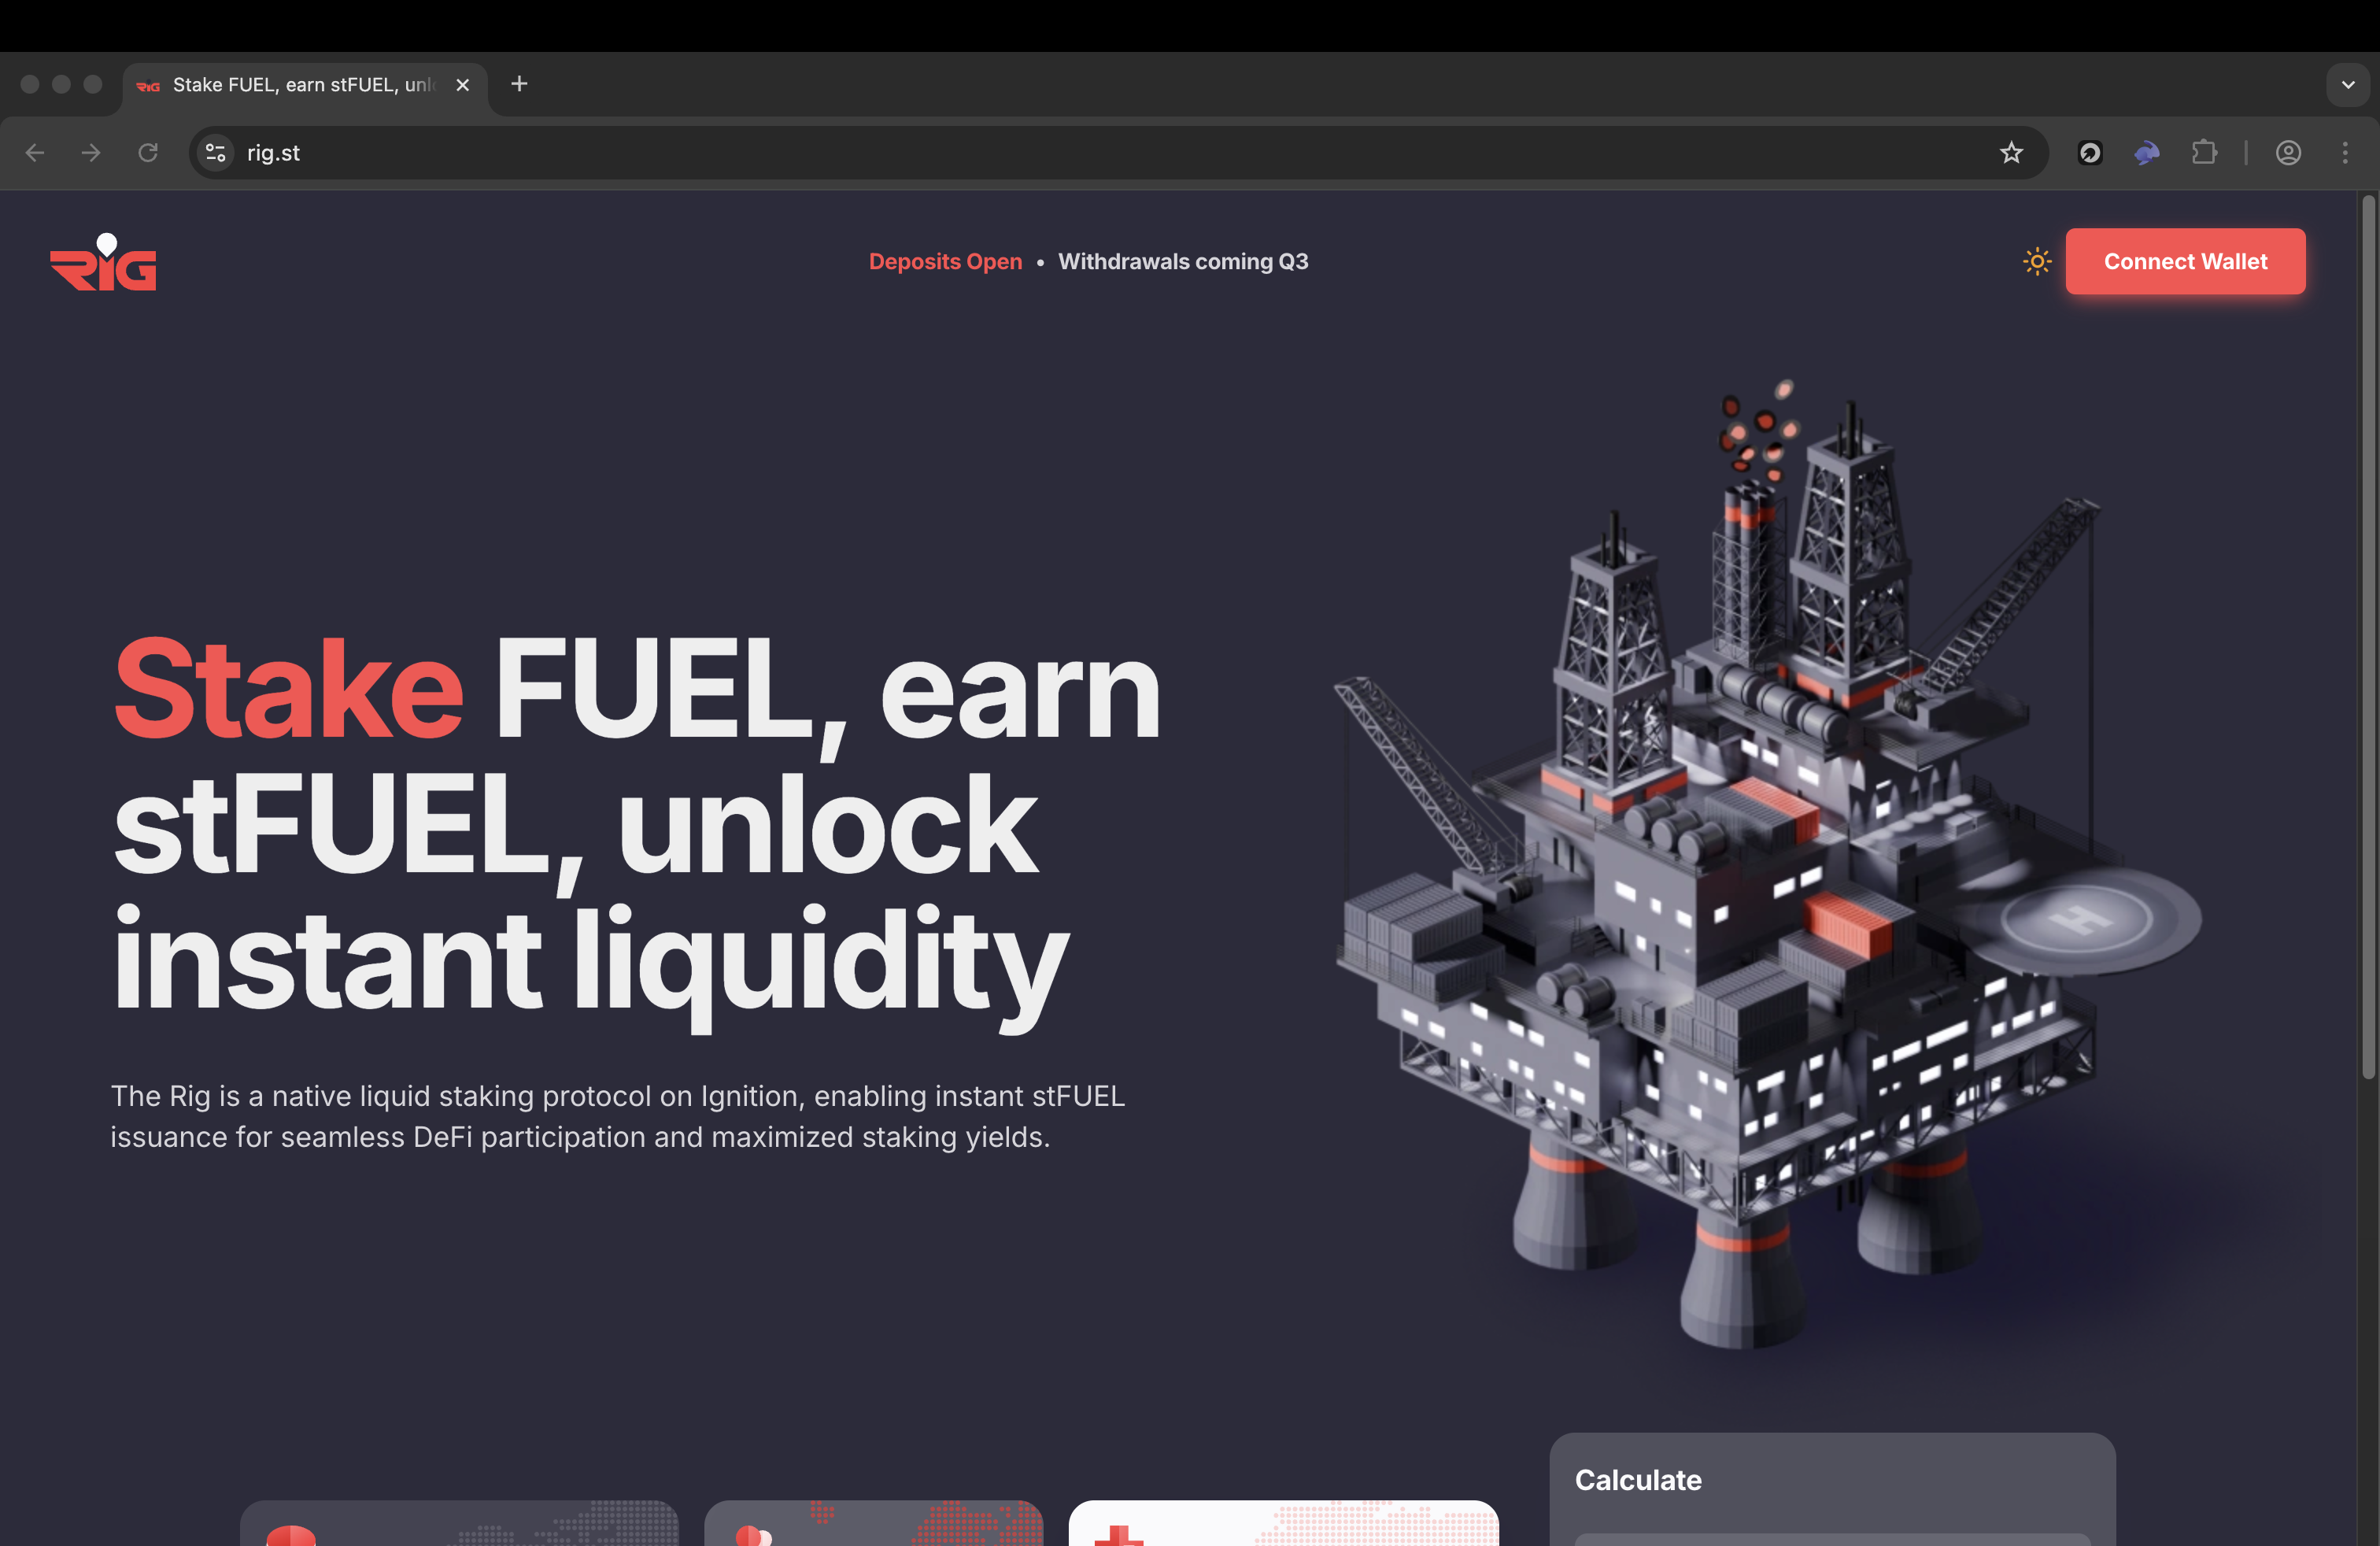 RIG Stake FUEL, earn stFUEL, unl
rig.st
RIG
Deposits Open • Withdrawals coming Q3
Connect Wallet
Stake FUEL, earn
stFUEL, unlock
instant liquidity
The Rig is a native liquid staking protocol on Ignition, enabling instant stFUEL
issuance for seamless DeFi participation and maximized staking yields.
H
Calculate